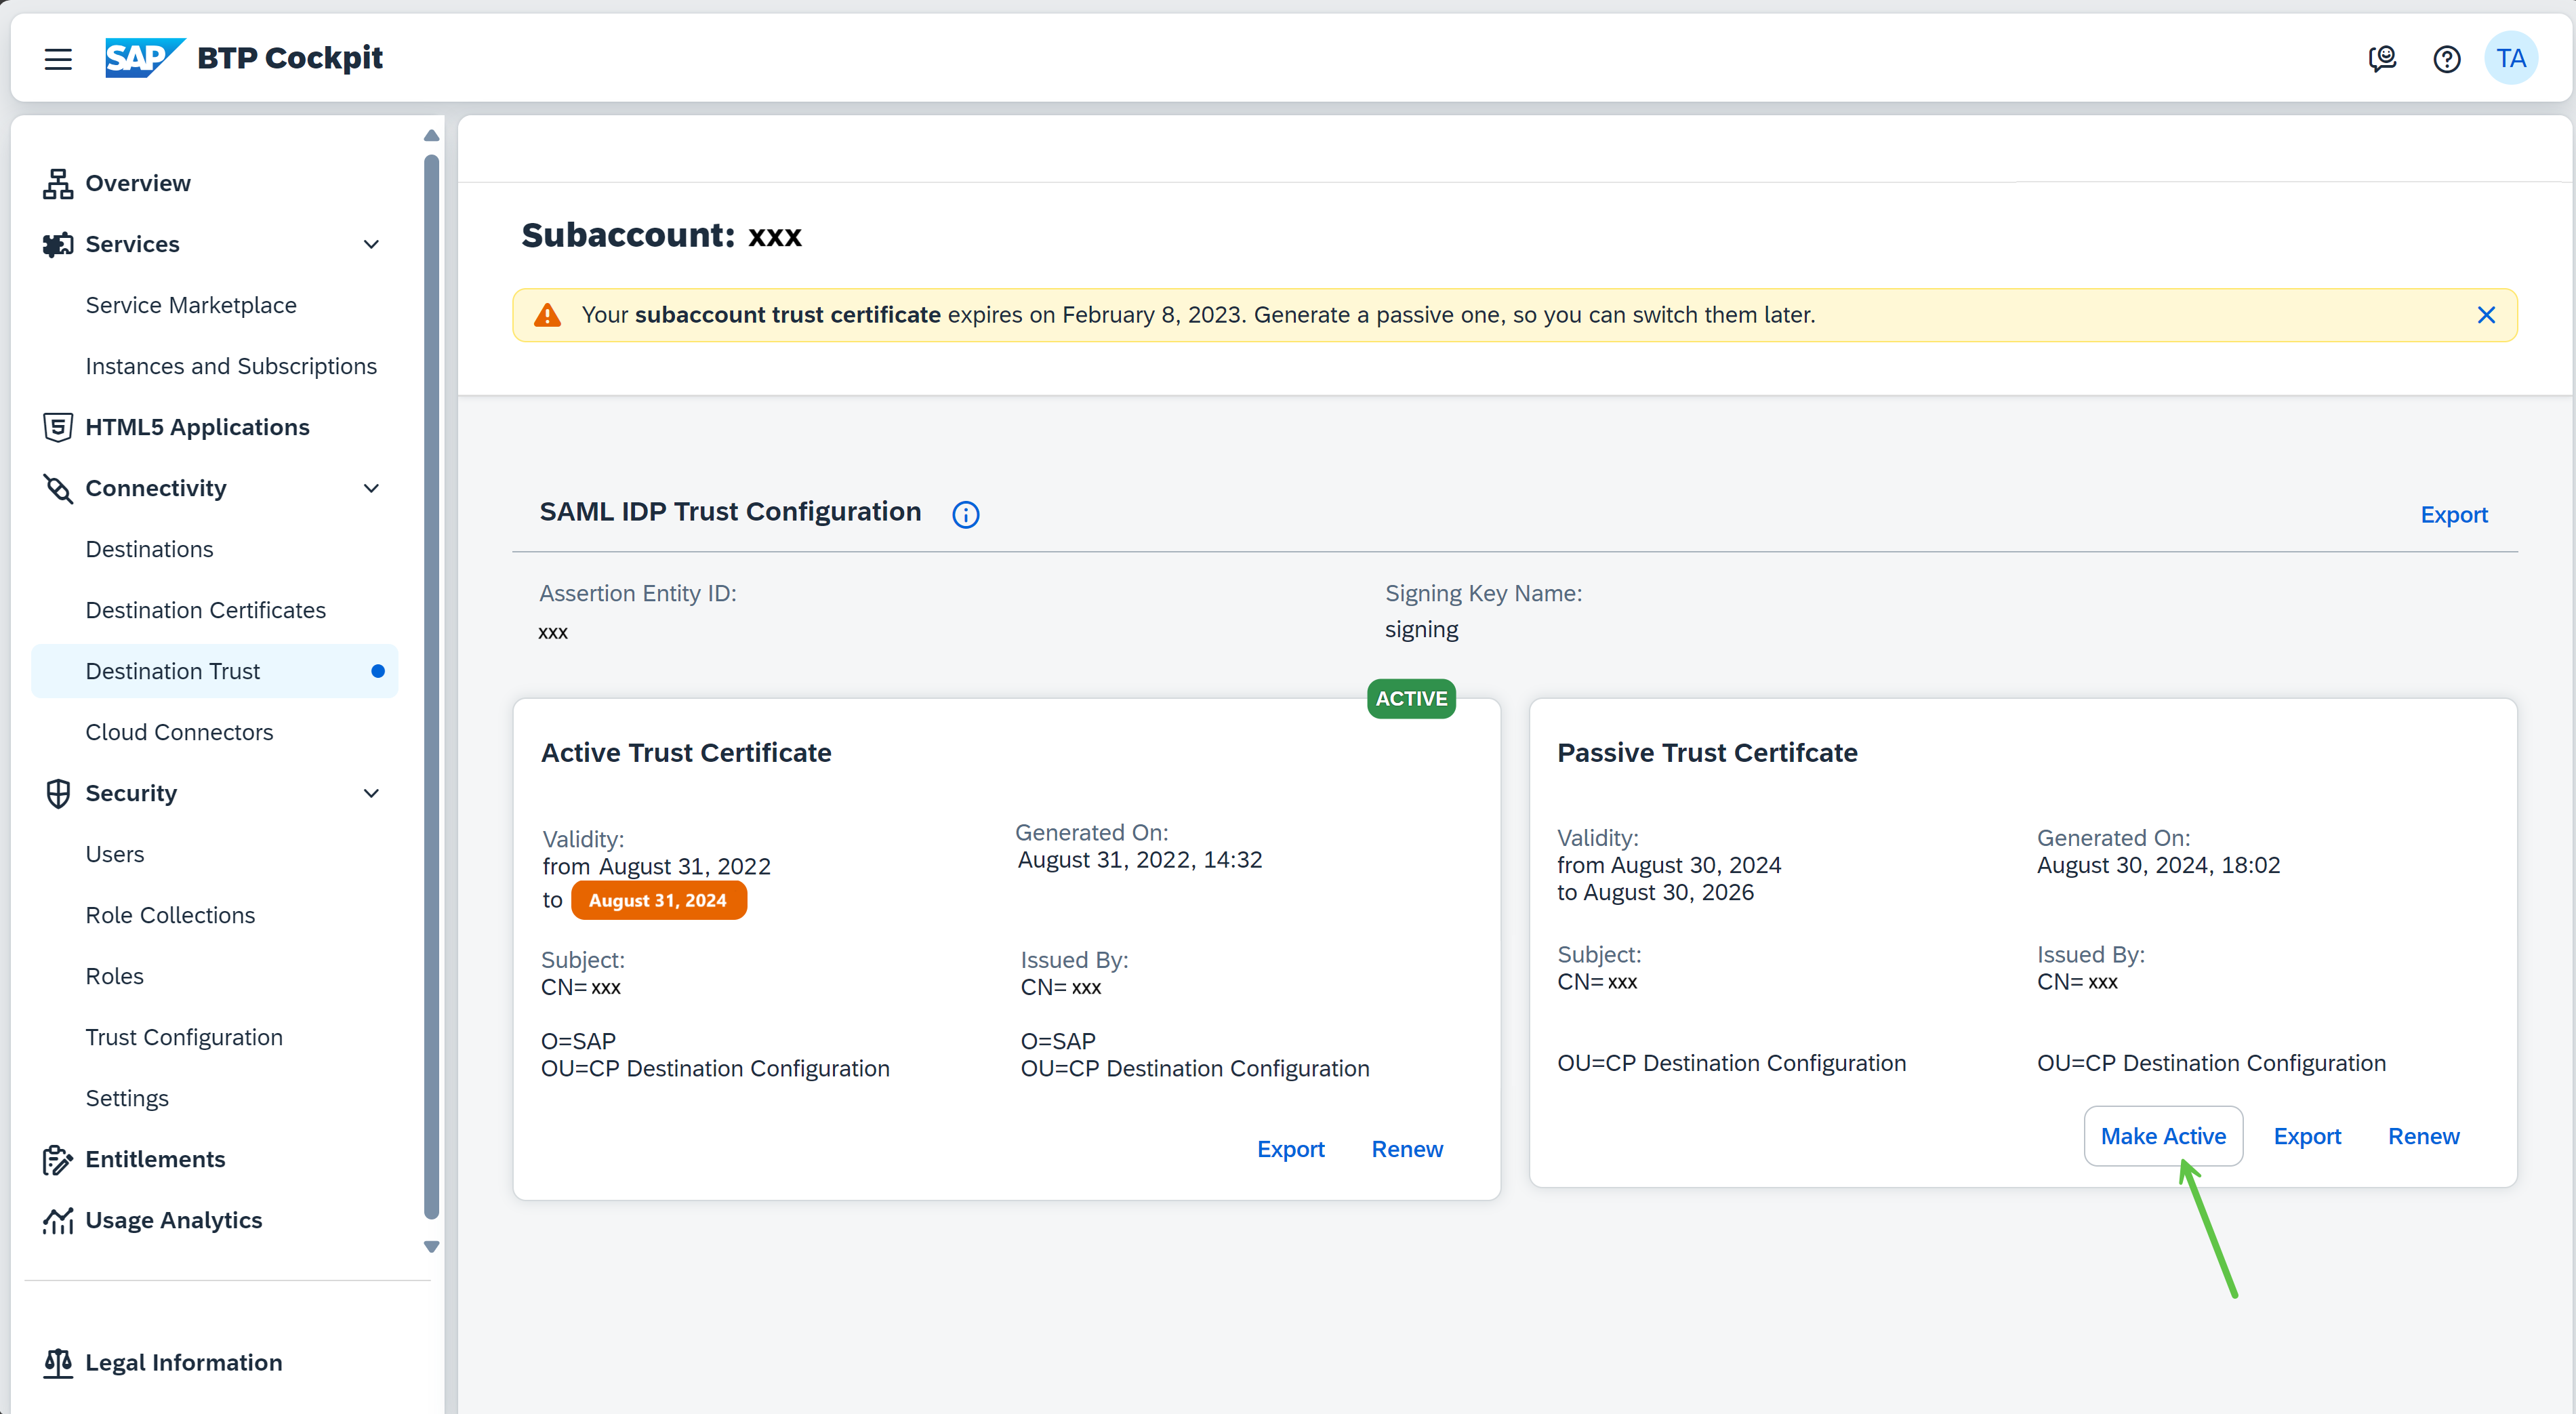 SAP BTP Cockpit
TA
Overview
Services
Service Marketplace
Instances and Subscriptions
HTML5 Applications
Connectivity
Destinations
Destination Certificates
Destination Trust
Cloud Connectors
Security
Users
Role Collections
Roles
Trust Configuration
Settings
Entitlements
Usage Analytics
Legal Information
Subaccount: xxx
Your subaccount trust certificate expires on February 8, 2023. Generate a passive one, so you can switch them later.
SAML IDP Trust Configuration
Export
Assertion Entity ID:
xxx
Signing Key Name:
signing
ACTIVE
Active Trust Certificate
Validity:
from August 31, 2022
to August 31, 2024
Generated On:
August 31, 2022, 14:32
Subject:
CN= xxx
O=SAP
OU=CP Destination Configuration
Issued By:
CN= xxx
O=SAP
OU=CP Destination Configuration
Export Renew
Passive Trust Certifcate
Validity:
from August 30, 2024
to August 30, 2026
Generated On:
August 30, 2024, 18:02
Subject:
CN= xxx
OU=CP Destination Configuration
Issued By:
CN= xxx
OU=CP Destination Configuration
Make Active Export Renew